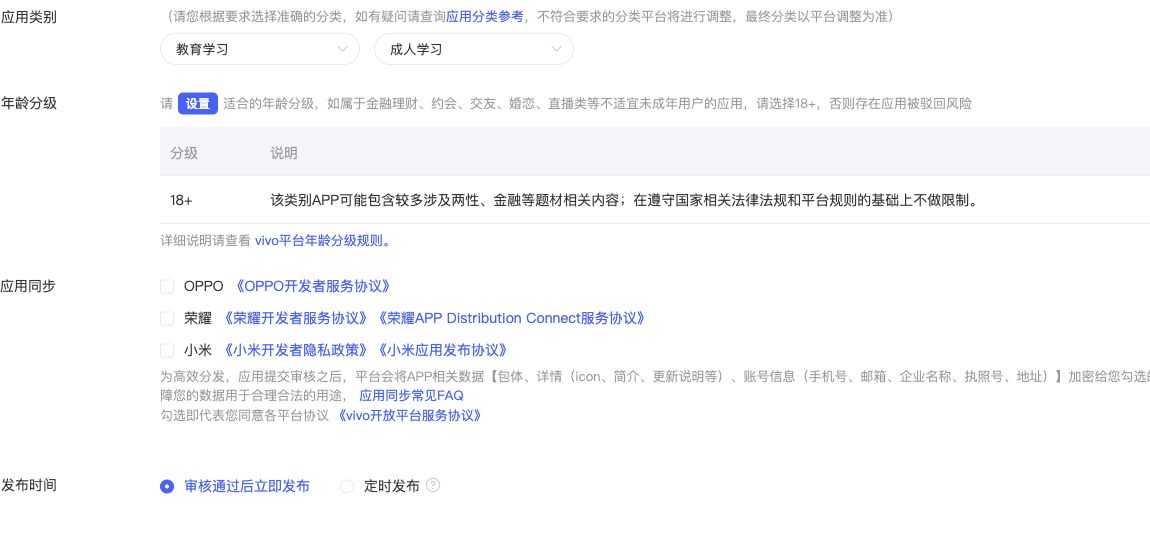 应用类别
（请您根据要求选择准确的分类，如有疑问请查询应用分类参考，不符合要求的分类平台将进行调整，最终分类以平台调整为准）
教育学习 成人学习
年龄分级 请 设置 适合的年龄分级，如属于金融理财、约会、交友、婚恋、直播类等不适宜未成年用户的应用，请选择18+，否则存在应用被驳回风险
分级 说明
18+ 该类别APP可能包含较多涉及两性、金融等题材相关内容；在遵守国家相关法律法规和平台规则的基础上不做限制。
详细说明请查看 vivo平台年龄分级规则。
应用同步 OPPO 《OPPO开发者服务协议》
荣耀 《荣耀开发者服务协议》《荣耀APP Distribution Connect服务协议》
小米 《小米开发者隐私政策》《小米应用发布协议》
为高效分发，应用提交审核之后，平台会将APP相关数据【包体、详情（icon、简介、更新说明等）、账号信息（手机号、邮箱、企业名称、执照号、地址）】加密给您勾选的
障您的数据用于合理合法的用途， 应用同步常见FAQ
勾选即代表您同意各平台协议 《vivo开放平台服务协议》
发布时间 审核通过后立即发布 定时发布 ?